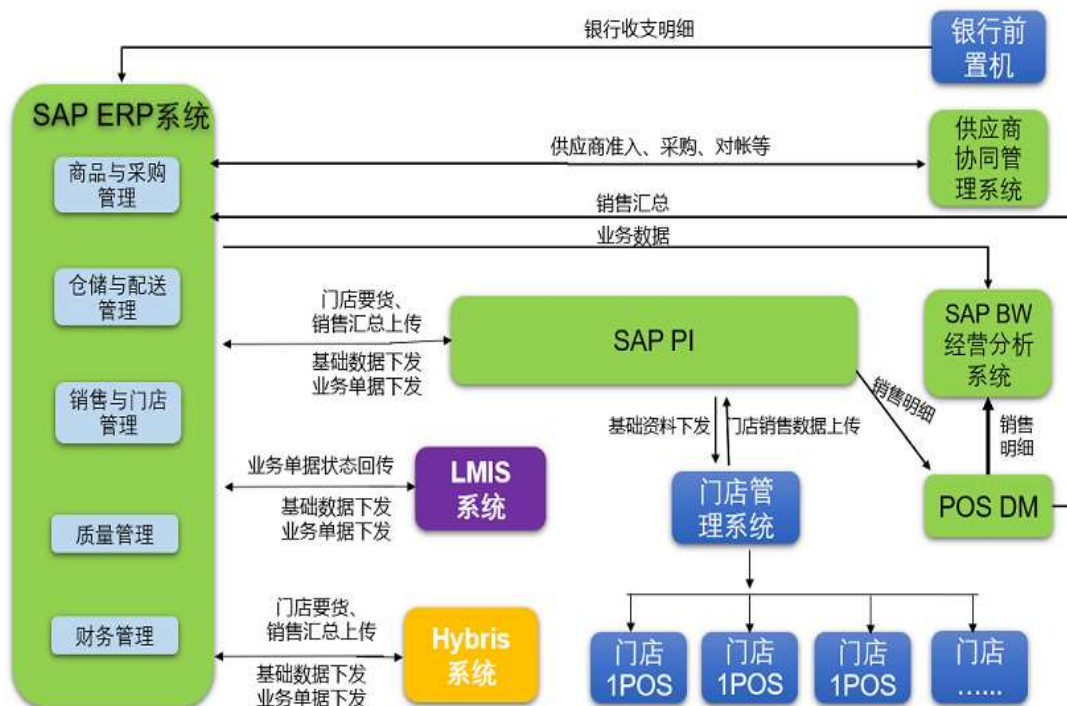 银行收支明细
银行前
置机
SAP ERP系统
供应商准入、采购、对帐等
供应商
协同管
理系统
商品与采购
管理
销售汇总
业务数据
仓储与配送
管理
门店要货、
销售汇总上传
基础数据下发
业务单据下发
SAP PI
SAP BW
经营分析
系统
销售与门店
管理
销售明细
基础资料下发
门店销售数据上传
销售
明细
业务单据状态回传
基础数据下发
业务单据下发
LMIS
系统
门店管
理系统
POS DM
质量管理
门店要货、
销售汇总上传
基础数据下发
业务单据下发
Hybris
系统
财务管理
门店
1POS
门店
1POS
门店
1POS
门店
......